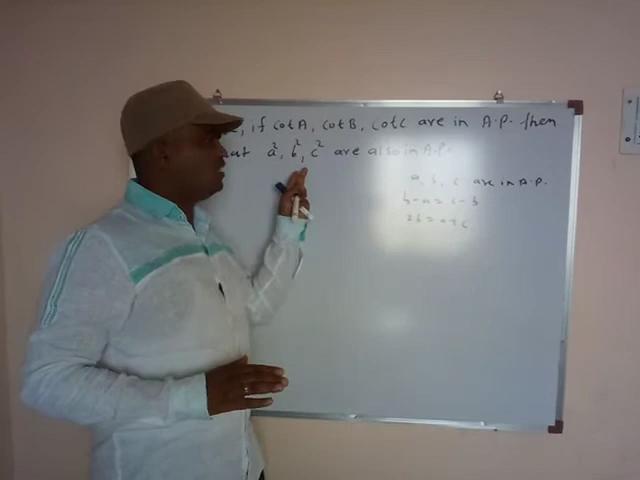 if CotA, CotB, CotC are in A.P. then
at a², b², c² are also in A.P.
a, b, c are in A.P.
b - a = c - b
2b = a + c